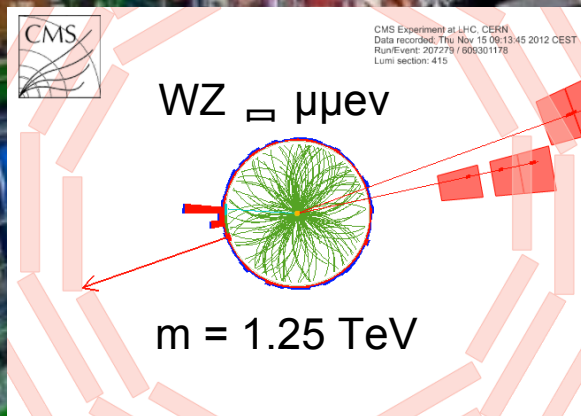 CMS
CMS Experiment at LHC, CERN
Data recorded: Thu Nov 15 09:13:45 2012 CEST
Run/Event: 207279 / 609301178
Lumi section: 415
WZ □ μμev
m = 1.25 TeV